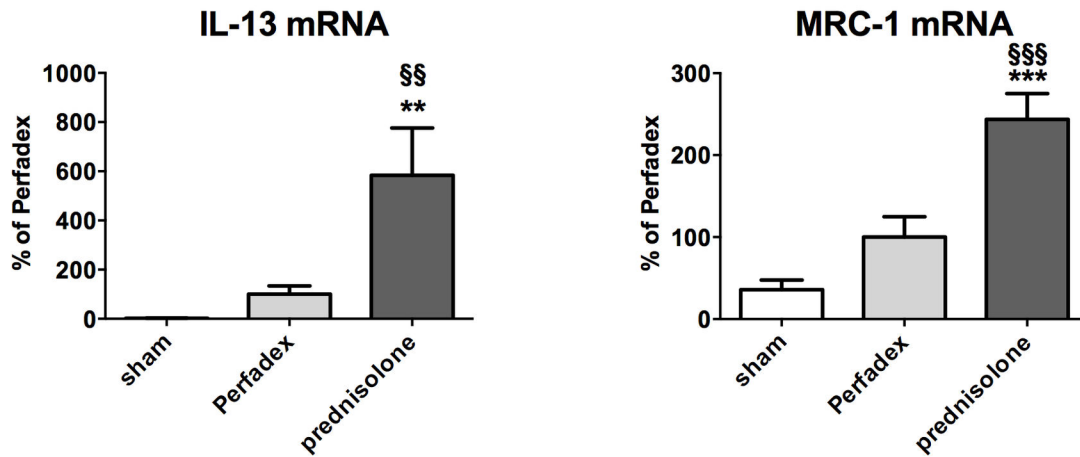 IL-13 mRNA
% of Perfadex
1000
800
600
400
200
0
§§
**
sham
Perfadex
prednisolone
MRC-1 mRNA
% of Perfadex
300
200
100
0
§§§
***
sham
Perfadex
prednisolone